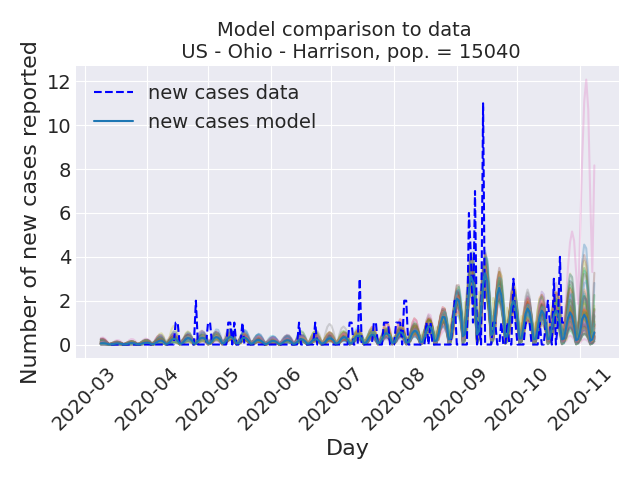 Model comparison to data
US - Ohio - Harrison, pop. = 15040
Number of new cases reported
12
10
8
6
4
2
0
new cases data
new cases model
2020-03
2020-04
2020-05
2020-06
2020-07
2020-08
2020-09
2020-10
2020-11
Day